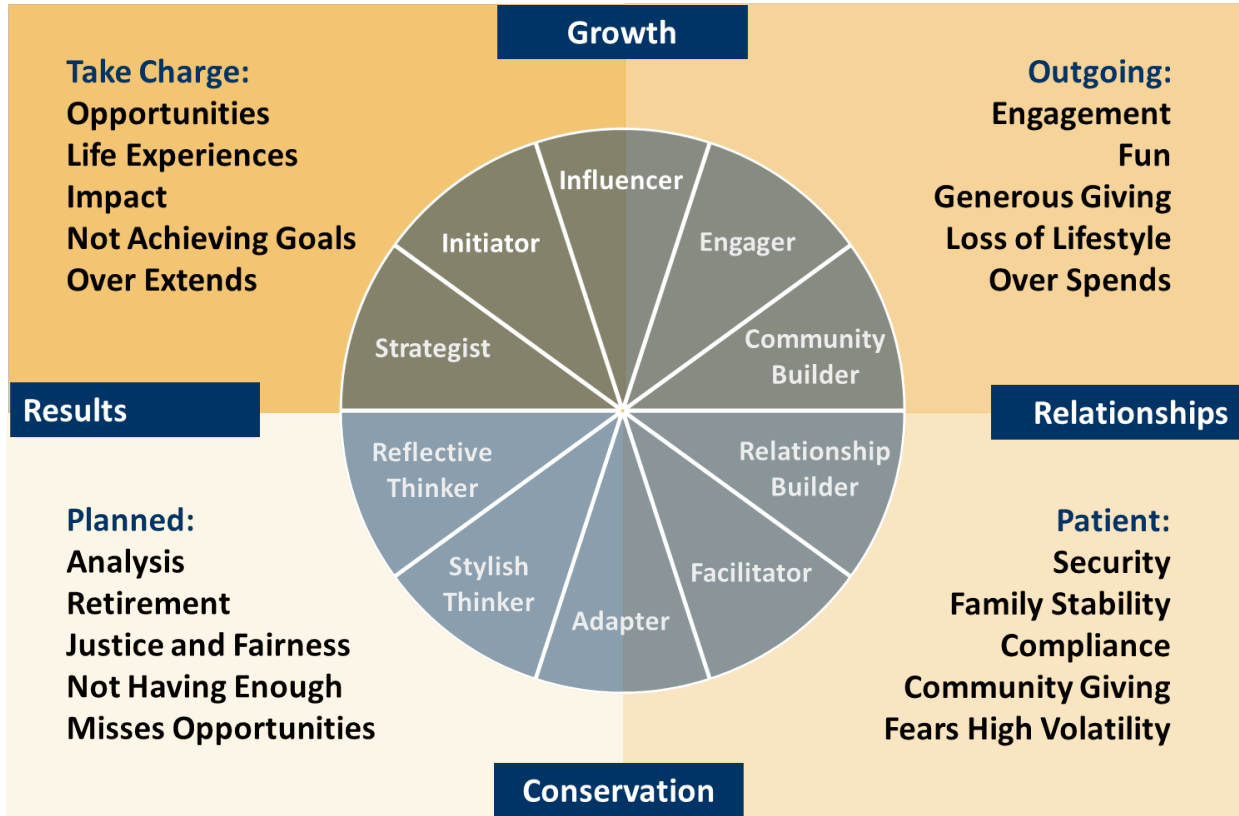 Growth
Take Charge:
Opportunities
Life Experiences
Impact
Not Achieving Goals
Over Extends
Outgoing:
Engagement
Fun
Generous Giving
Loss of Lifestyle
Over Spends
Influencer
Initiator
Engager
Strategist
Community
Builder
Results
Relationships
Reflective
Thinker
Relationship
Builder
Stylish
Thinker
Facilitator
Adapter
Planned:
Analysis
Retirement
Justice and Fairness
Not Having Enough
Misses Opportunities
Patient:
Security
Family Stability
Compliance
Community Giving
Fears High Volatility
Conservation